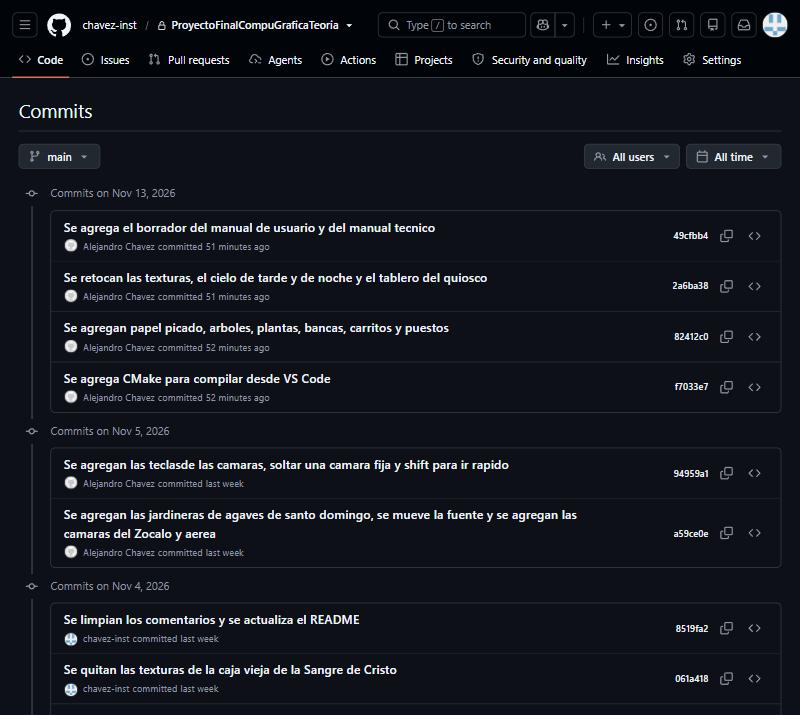 chavez-inst / ProyectoFinalCompuGraficaTeoria
Type / to search
Code
Issues
Pull requests
Agents
Actions
Projects
Security and quality
Insights
Settings
Commits
main
All users
All time
Commits on Nov 13, 2026
Se agrega el borrador del manual de usuario y del manual tecnico
49cfbb4
Alejandro Chavez committed 51 minutes ago
Se retocan las texturas, el cielo de tarde y de noche y el tablero del quiosco
2a6ba38
Alejandro Chavez committed 51 minutes ago
Se agregan papel picado, arboles, plantas, bancas, carritos y puestos
82412c0
Alejandro Chavez committed 52 minutes ago
Se agrega CMake para compilar desde VS Code
f7033e7
Alejandro Chavez committed 52 minutes ago
Commits on Nov 5, 2026
Se agregan las teclasde las camaras, soltar una camara fija y shift para ir rapido
94959a1
Alejandro Chavez committed last week
Se agregan las jardineras de agaves de santo domingo, se mueve la fuente y se agregan las
camaras del Zocalo y aerea
a59ce0e
Alejandro Chavez committed last week
Commits on Nov 4, 2026
Se limpian los comentarios y se actualiza el README
8519fa2
chavez-inst committed last week
Se quitan las texturas de la caja vieja de la Sangre de Cristo
061a418
chavez-inst committed last week